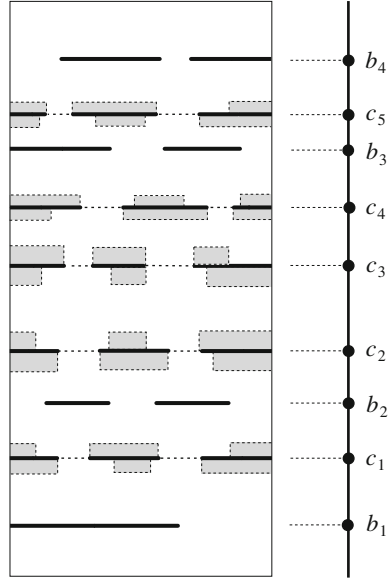 b₄
c₅
b₃
c₄
c₃
c₂
b₂
c₁
b₁